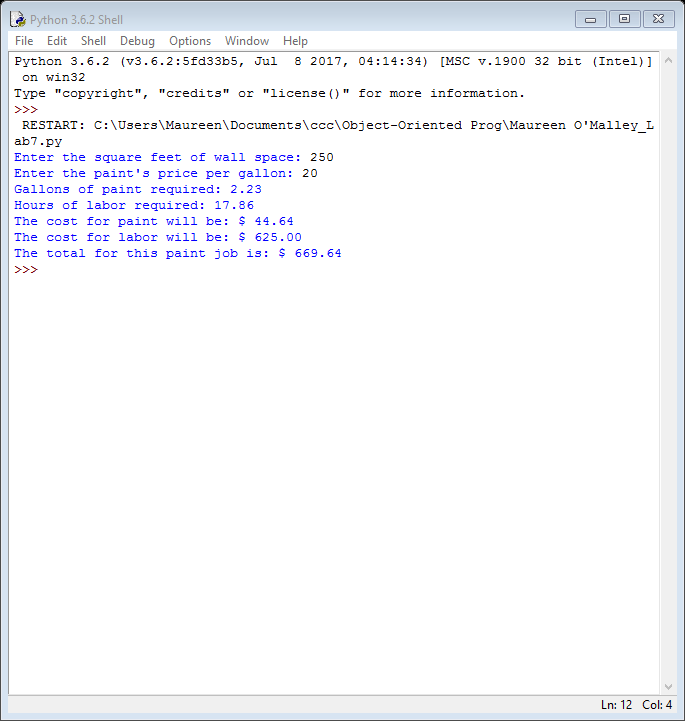 Python 3.6.2 Shell
File Edit Shell Debug Options Window Help
Python 3.6.2 (v3.6.2:5fd33b5, Jul  8 2017, 04:14:34) [MSC v.1900 32 bit (Intel)]
 on win32
Type "copyright", "credits" or "license()" for more information.
>>>
 RESTART: C:\Users\Maureen\Documents\ccc\Object-Oriented Prog\Maureen O'Malley_L
ab7.py
Enter the square feet of wall space: 250
Enter the paint's price per gallon: 20
Gallons of paint required: 2.23
Hours of labor required: 17.86
The cost for paint will be: $ 44.64
The cost for labor will be: $ 625.00
The total for this paint job is: $ 669.64
>>>
Ln: 12 Col: 4